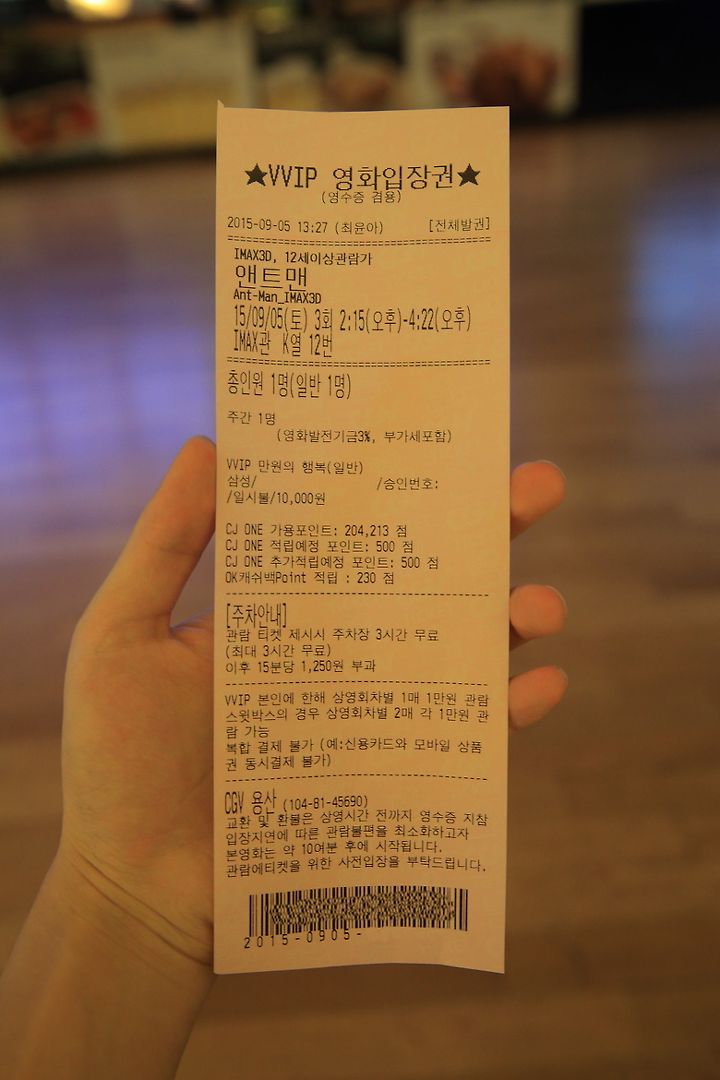 ★VVIP 영화입장권★
(영수증 겸용)
2015-09-05 13:27 (최윤아) [전체발권]
IMAX3D, 12세이상관람가
앤트맨
Ant-Man_IMAX3D
15/09/05(토) 3회 2:15(오후)-4:22(오후)
IMAX관 K열 12번
총인원 1명(일반 1명)
주간 1명
(영화발전기금3%, 부가세포함)
VVIP 만원의 행복(일반)
삼성/ /승인번호:
/일시불/10,000원
CJ ONE 가용포인트: 204,213 점
CJ ONE 적립예정 포인트: 500 점
CJ ONE 추가적립예정 포인트: 500 점
OK캐쉬백Point 적립 : 230 점
[주차안내]
관람 티켓 제시시 주차장 3시간 무료
(최대 3시간 무료)
이후 15분당 1,250원 부과
VVIP 본인에 한해 상영회차별 1매 1만원 관람
스윗박스의 경우 상영회차별 2매 각 1만원 관
람 가능
복합 결제 불가 (예:신용카드와 모바일 상품
권 동시결제 불가)
CGV 용산 (104-81-45690)
교환 및 환불은 상영시간 전까지 영수증 지참
입장지연에 따른 관람불편을 최소화하고자
본영화는 약 10여분 후에 시작됩니다.
관람에티켓을 위한 사전입장을 부탁드립니다.
2015-0905-